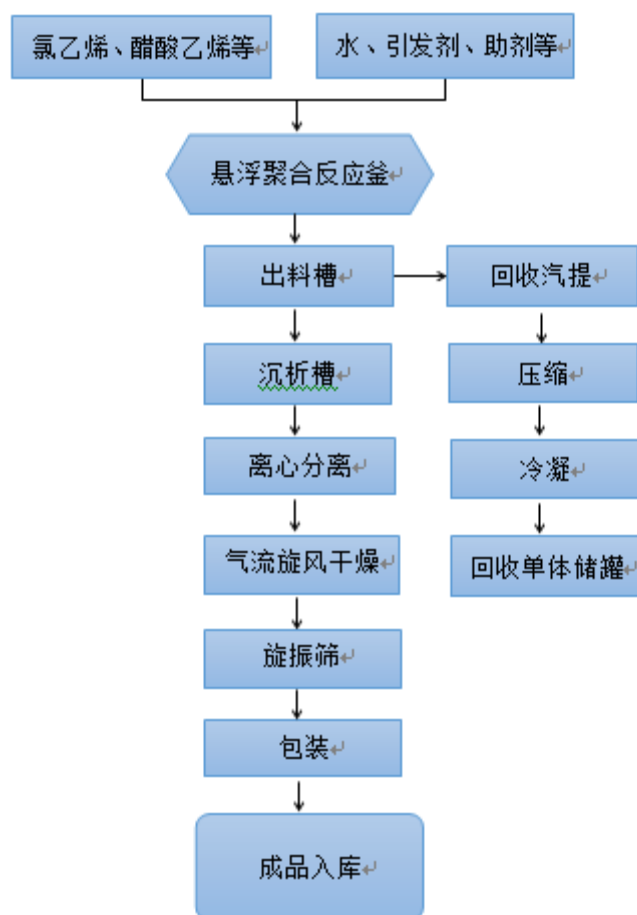 氯乙烯、醋酸乙烯等
水、引发剂、助剂等
悬浮聚合反应釜
出料槽
回收汽提
沉析槽
压缩
离心分离
冷凝
气流旋风干燥
回收单体储罐
旋振筛
包装
成品入库